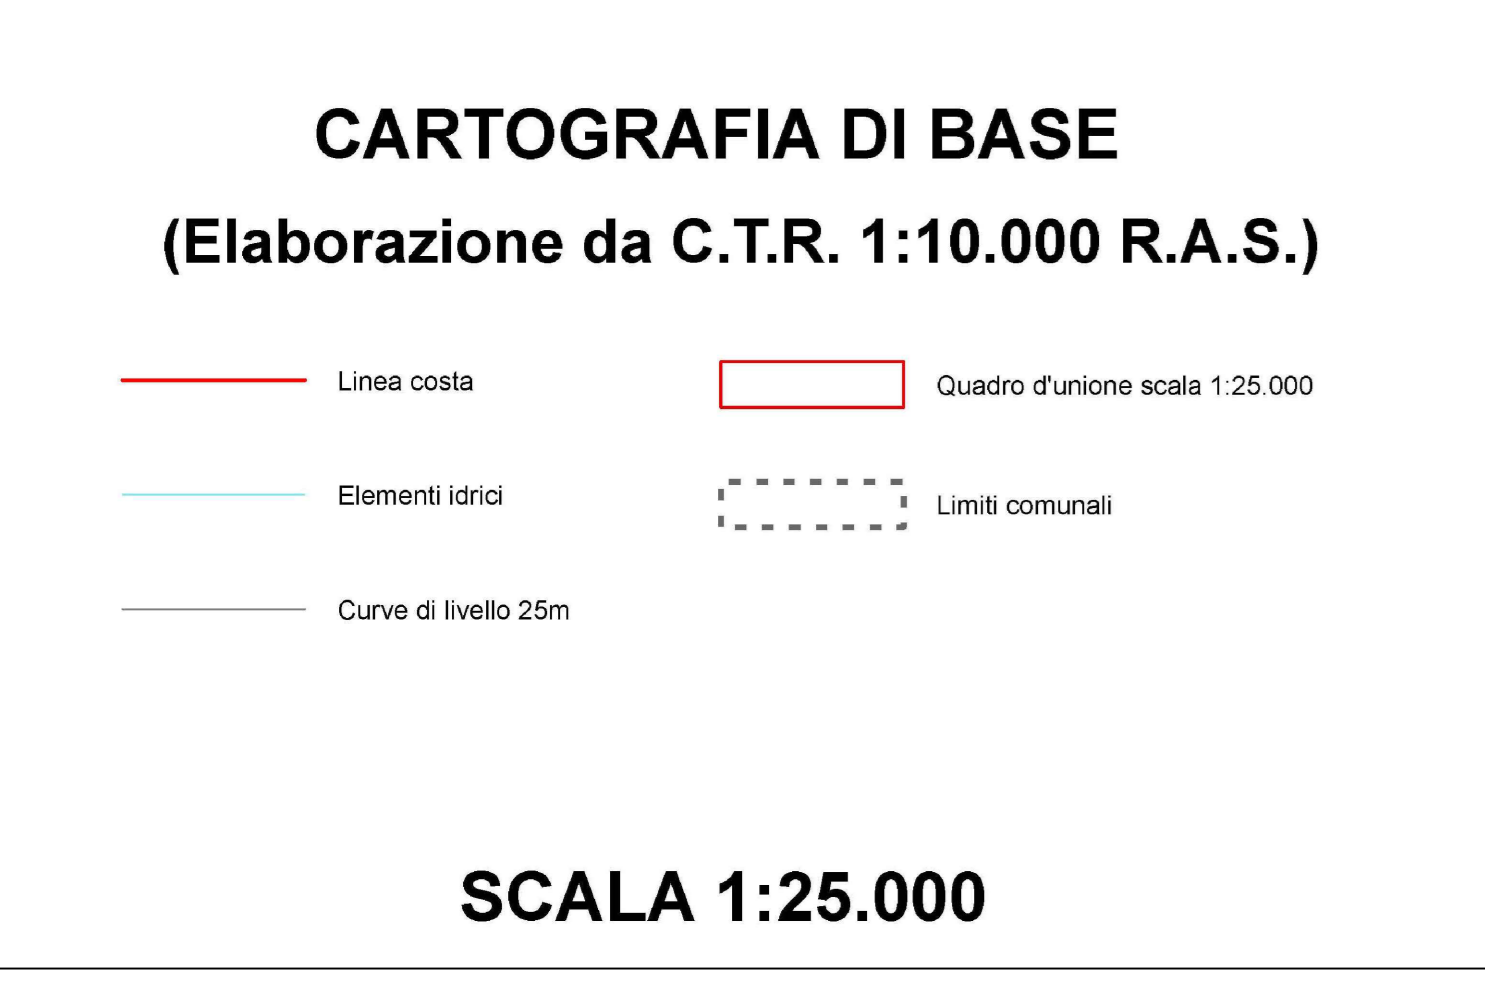 CARTOGRAFIA DI BASE
(Elaborazione da C.T.R. 1:10.000 R.A.S.)
Linea costa
Elementi idrici
Curve di livello 25m
Quadro d'unione scala 1:25.000
Limiti comunali
SCALA 1:25.000